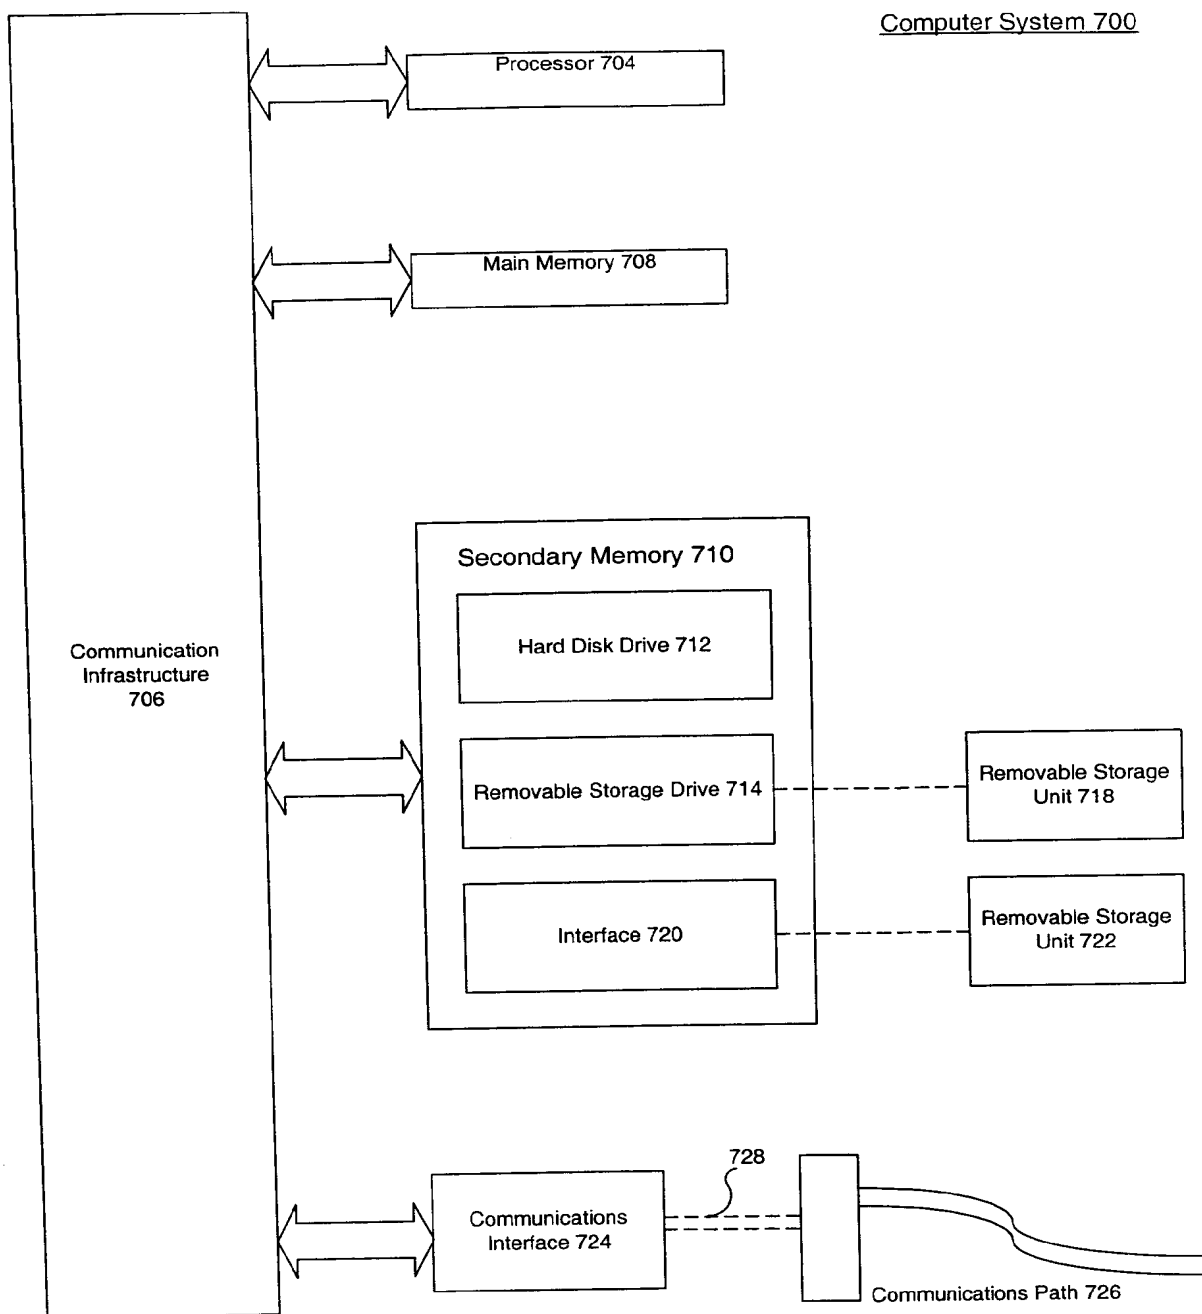 Computer System 700
Processor 704
Main Memory 708
Secondary Memory 710
Hard Disk Drive 712
Communication
Infrastructure
706
Removable Storage Drive 714
Removable Storage
Unit 718
Interface 720
Removable Storage
Unit 722
728
Communications
Interface 724
Communications Path 726